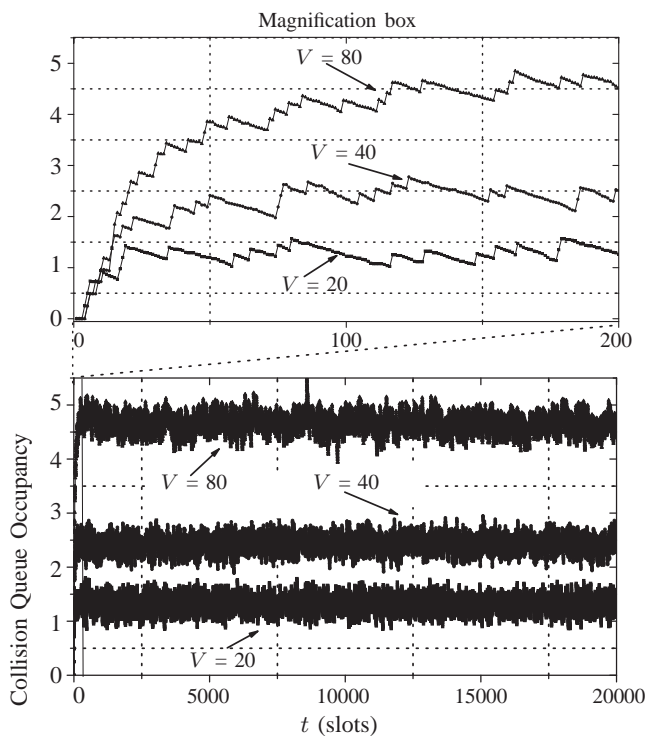 Magnification box
5
4
3
2
1
0
V = 80
V = 40
V = 20
0
100
200
Collision Queue Occupancy
5
4
3
2
1
0
V = 80
V = 40
V = 20
0
5000
10000
15000
20000
t (slots)